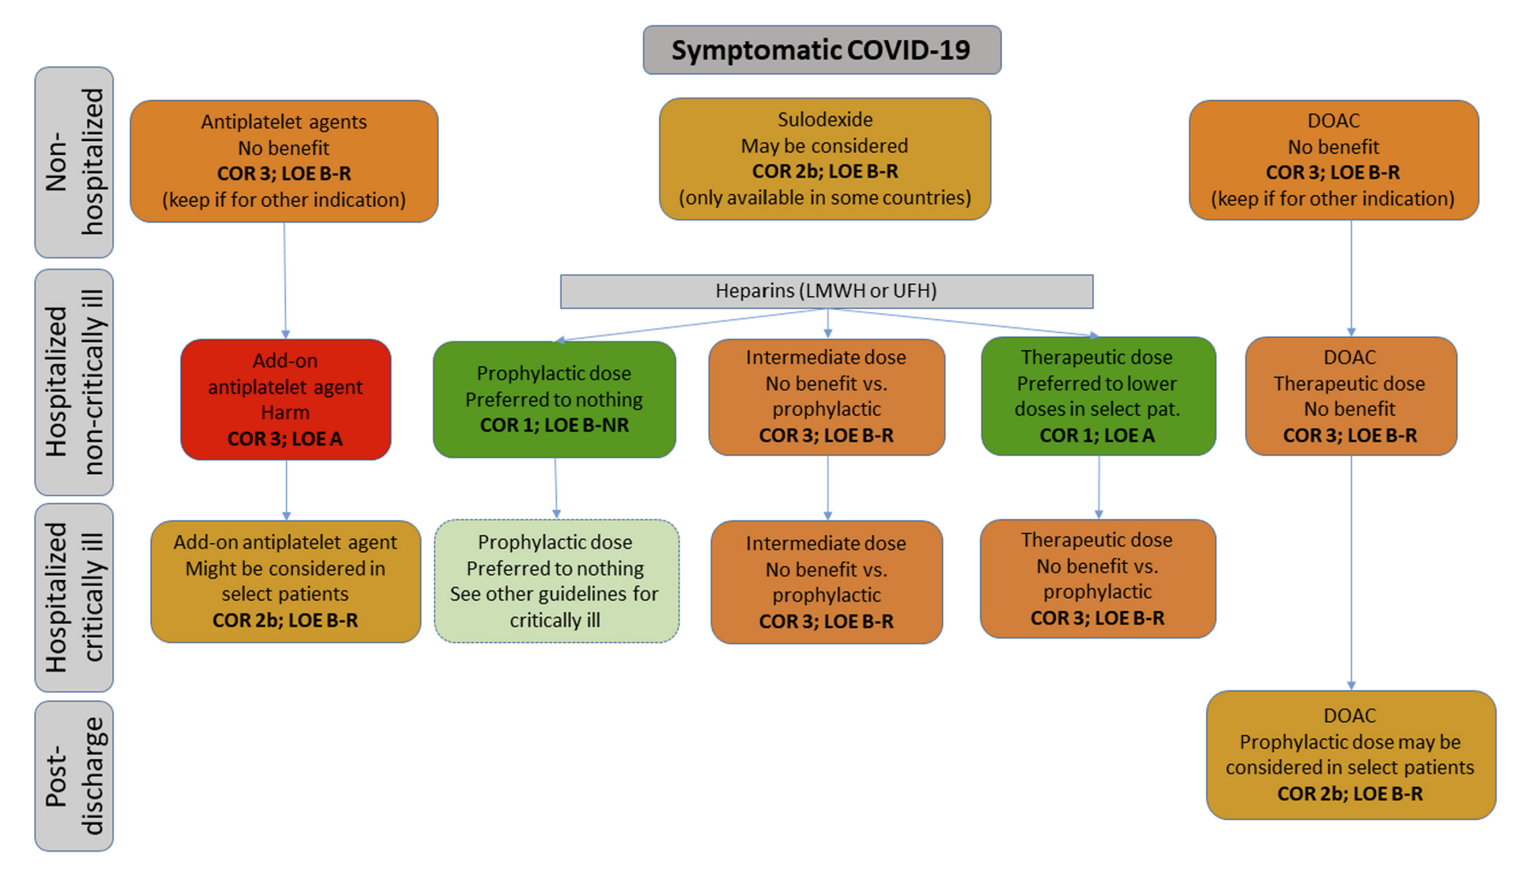 Symptomatic COVID-19
Non-
hospitalized
Antiplatelet agents
No benefit
COR 3; LOE B-R
(keep if for other indication)
Sulodexide
May be considered
COR 2b; LOE B-R
(only available in some countries)
DOAC
No benefit
COR 3; LOE B-R
(keep if for other indication)
Hospitalized
non-critically ill
Heparins (LMWH or UFH)
Add-on
antiplatelet agent
Harm
COR 3; LOE A
Prophylactic dose
Preferred to nothing
COR 1; LOE B-NR
Intermediate dose
No benefit vs.
prophylactic
COR 3; LOE B-R
Therapeutic dose
Preferred to lower
doses in select pat.
COR 1; LOE A
DOAC
Therapeutic dose
No benefit
COR 3; LOE B-R
Hospitalized
critically ill
Add-on antiplatelet agent
Might be considered in
select patients
COR 2b; LOE B-R
Prophylactic dose
Preferred to nothing
See other guidelines for
critically ill
Intermediate dose
No benefit vs.
prophylactic
COR 3; LOE B-R
Therapeutic dose
No benefit vs.
prophylactic
COR 3; LOE B-R
Post-
discharge
DOAC
Prophylactic dose may be
considered in select patients
COR 2b; LOE B-R